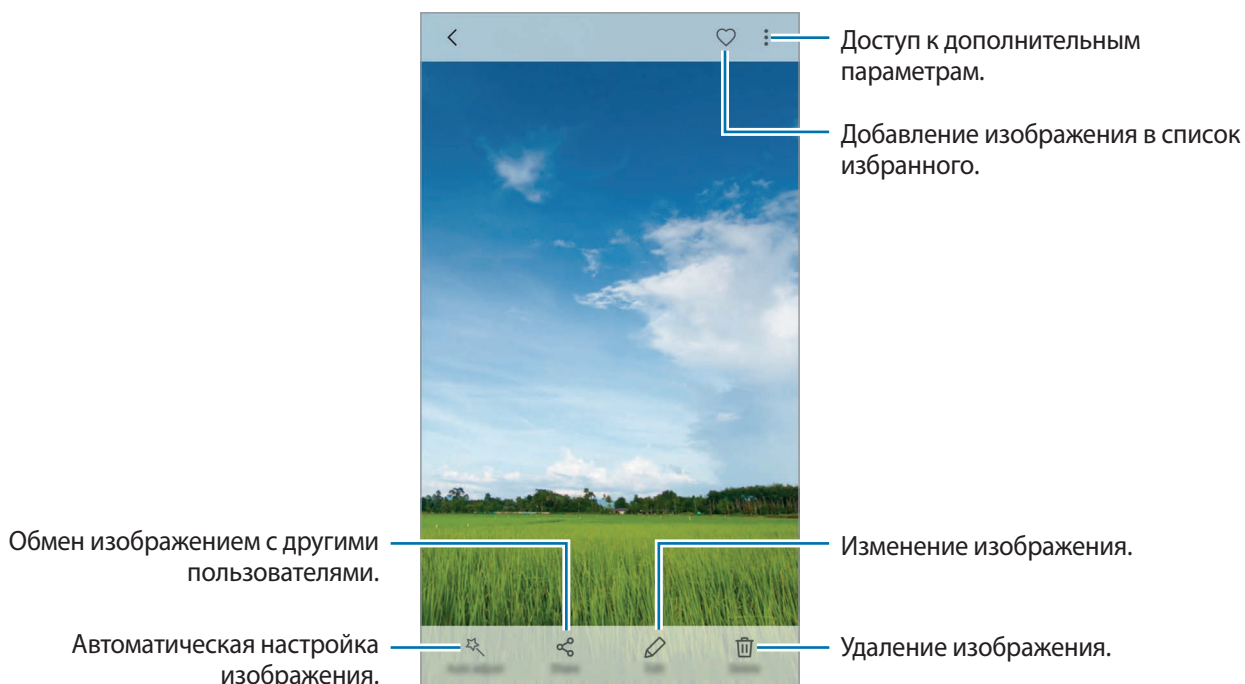 Доступ к дополнительным
параметрам.
Добавление изображения в список
избранного.
Обмен изображением с другими
пользователями.
Изменение изображения.
Автоматическая настройка
изображения.
Удаление изображения.